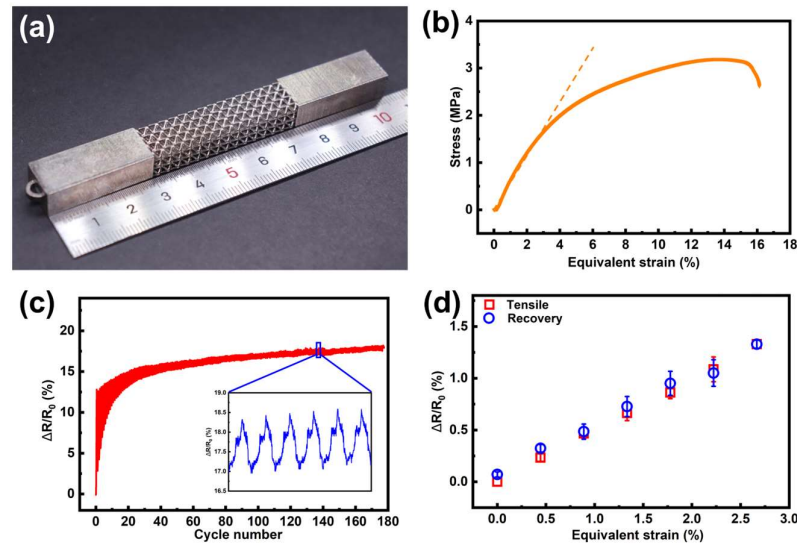 (a)
1 2 3 4 5 6 7 8 9 10
(b)
Stress (MPa)
4
3
2
1
0
0 2 4 6 8 10 12 14 16 18
Equivalent strain (%)
(c)
ΔR/R₀ (%)
25
20
15
10
5
0
0 20 40 60 80 100 120 140 160 180
Cycle number
ΔR/R₀ (%)
19.0
18.5
18.0
17.5
17.0
16.5
(d)
Tensile
Recovery
ΔR/R₀ (%)
1.5
1.0
0.5
0.0
0.0 0.5 1.0 1.5 2.0 2.5 3.0
Equivalent strain (%)